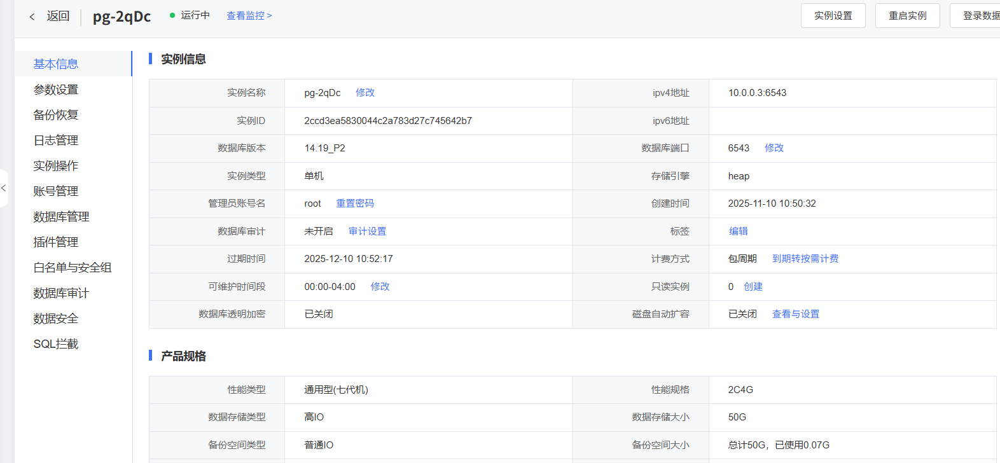 返回 pg-2qDc 运行中 查看监控 > 实例设置 重启实例 登录数据
基本信息
参数设置
备份恢复
日志管理
实例操作
账号管理
数据库管理
插件管理
白名单与安全组
数据库审计
数据安全
SQL拦截
实例信息
实例名称 pg-2qDc 修改 ipv4地址 10.0.0.3:6543
实例ID 2ccd3ea5830044c2a783d27c745642b7 ipv6地址
数据库版本 14.19_P2 数据库端口 6543 修改
实例类型 单机 存储引擎 heap
管理员账号名 root 重置密码 创建时间 2025-11-10 10:50:32
数据库审计 未开启 审计设置 标签 编辑
过期时间 2025-12-10 10:52:17 计费方式 包周期 到期转按需计费
可维护时间段 00:00-04:00 修改 只读实例 0 创建
数据库透明加密 已关闭 磁盘自动扩容 已关闭 查看与设置
产品规格
性能类型 通用型(七代机) 性能规格 2C4G
数据存储类型 高IO 数据存储大小 50G
备份空间类型 普通IO 备份空间大小 总计50G，已使用0.07G